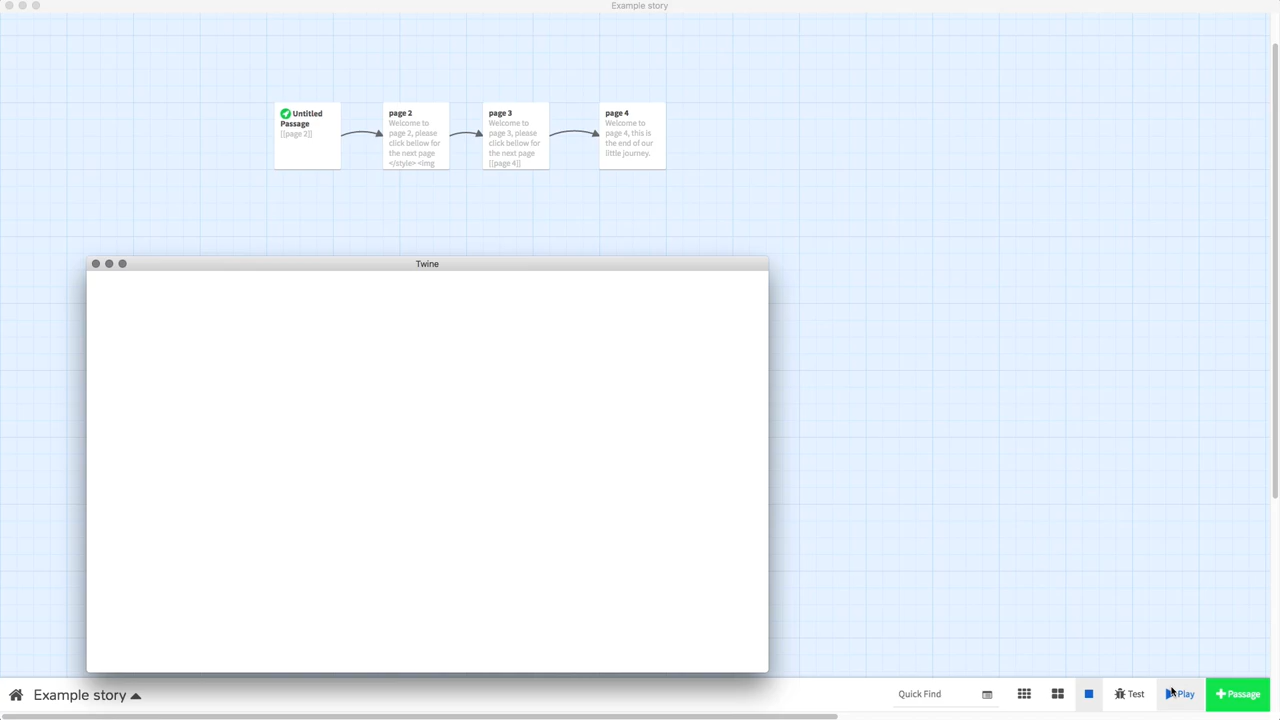 Example story
Untitled
Passage
[[page 2]]
page 2
Welcome to
page 2, please
click bellow for
the next page
</style> <img
page 3
Welcome to
page 3, please
click bellow for
the next page
[[page 4]]
page 4
Welcome to
page 4, this is
the end of our
little journey.
Twine
Example story
Quick Find
Test
Play
+Passage